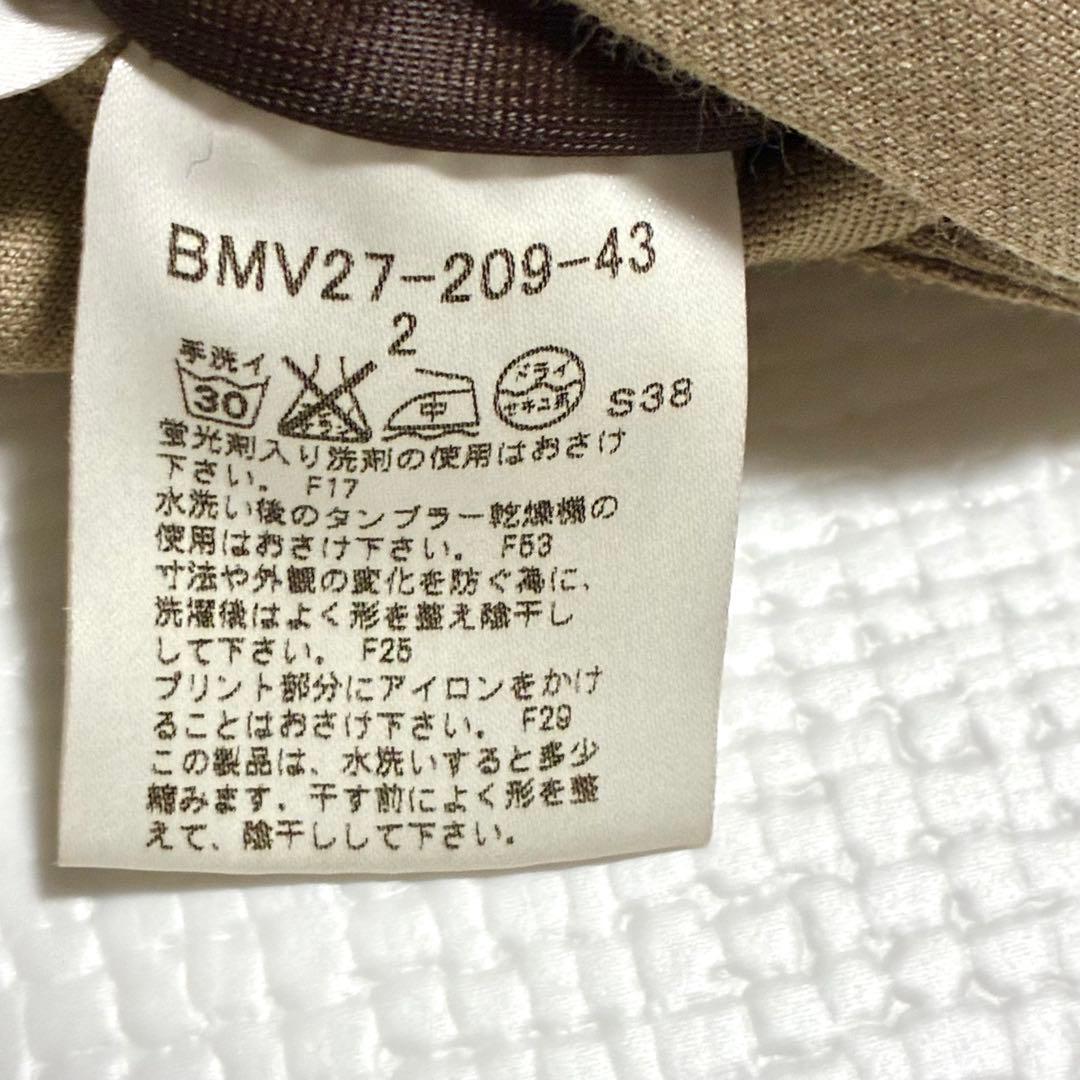 BMV27-209-43
2
手洗イ
30
エンソサラシ
中
ドライ
セキユ系
S38
蛍光剤入り洗剤の使用はおさけ
下さい。 F17
水洗い後のタンブラー乾燥機の
使用はおさけ下さい。 F53
寸法や外観の変化を防ぐ為に、
洗濯後はよく形を整え陰干し
して下さい。 F25
プリント部分にアイロンをかけ
ることはおさけ下さい。 F29
この製品は、水洗いすると多少
縮みます．干す前によく形を整
えて、陰干しして下さい．